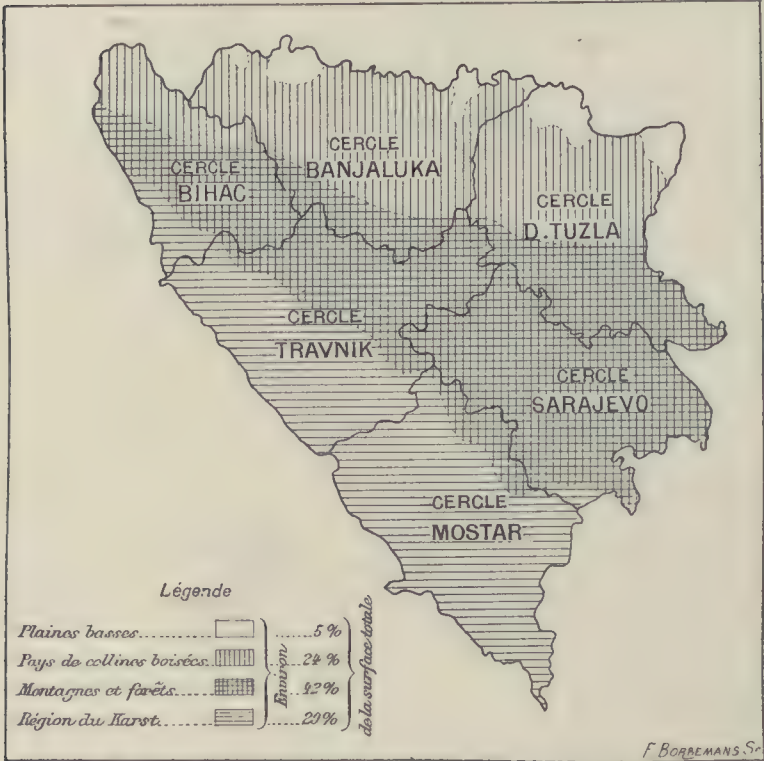 CERCLE
BANJALUKA
CERCLE
BIHAC
CERCLE
D. TUZLA
CERCLE
TRAVNIK
CERCLE
SARAJEVO
CERCLE
MOSTAR
Légende
Plaines basses..........5%
Pays de collines boisées..........24%
Montagnes et forêts..........42%
Région du Karst..........29%
Environ
de la surface totale
F. BORREMANS. Sc.